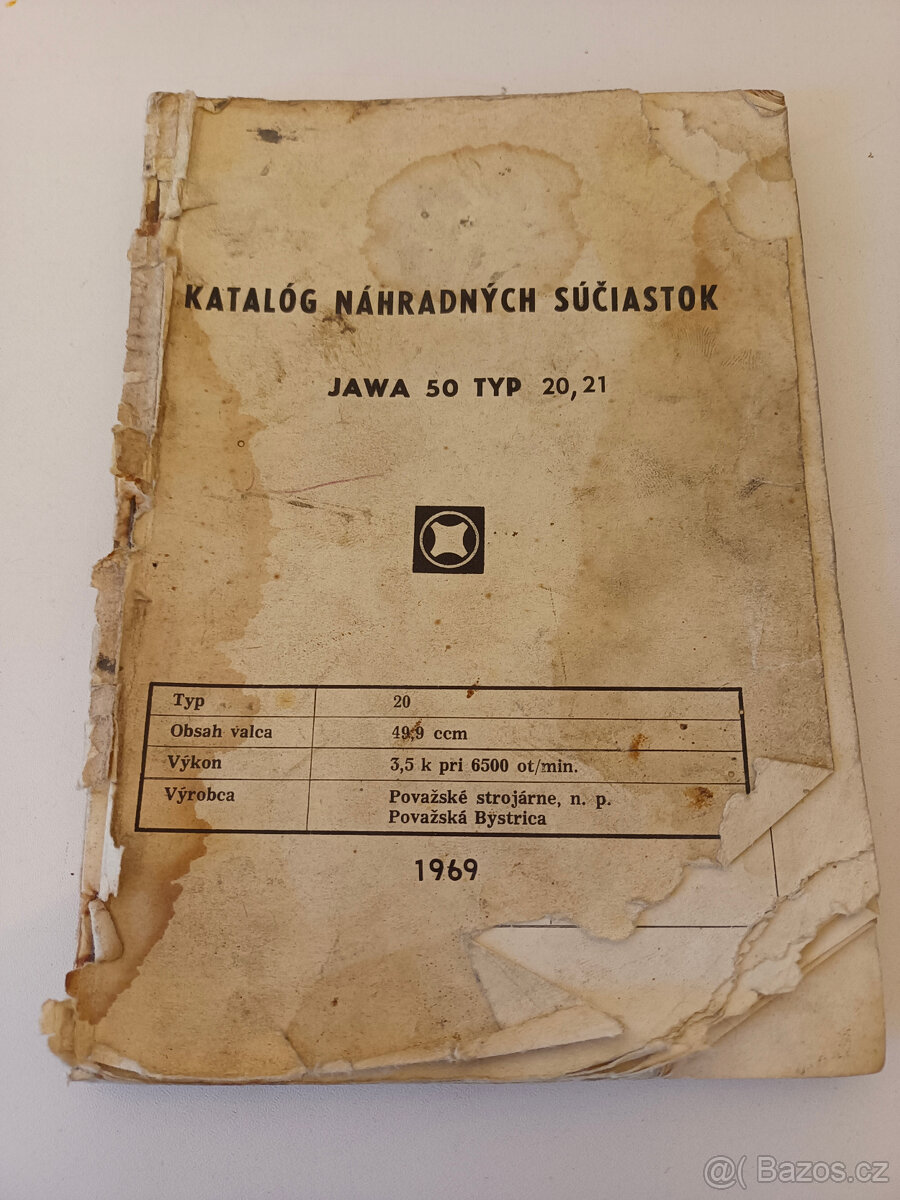 KATALÓG NÁHRADNÝCH SÚČIASTOK
JAWA 50 TYP 20, 21
Typ 20
Obsah valca 49,9 ccm
Výkon 3,5 k pri 6500 ot/min.
Výrobca Považské strojárne, n. p.
Považská Bystrica
1969
@( Bazos.cz